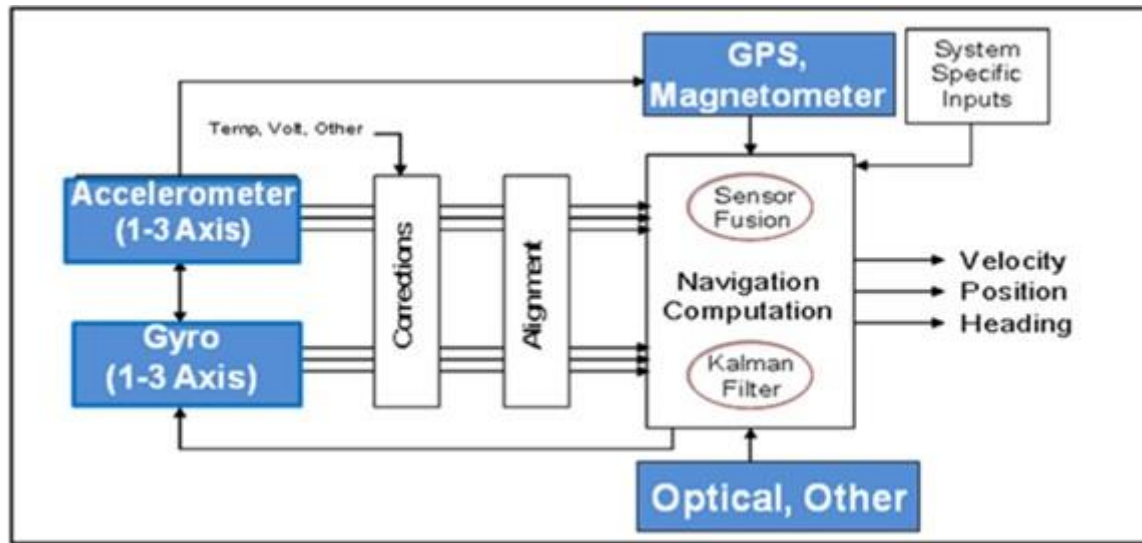 GPS,
Magnetometer
System
Specific
Inputs
Temp, Volt, Other
Accelerometer
(1-3 Axis)
Corrections
Alignment
Sensor
Fusion
Navigation
Computation
Velocity
Position
Heading
Gyro
(1-3 Axis)
Kalman
Filter
Optical, Other